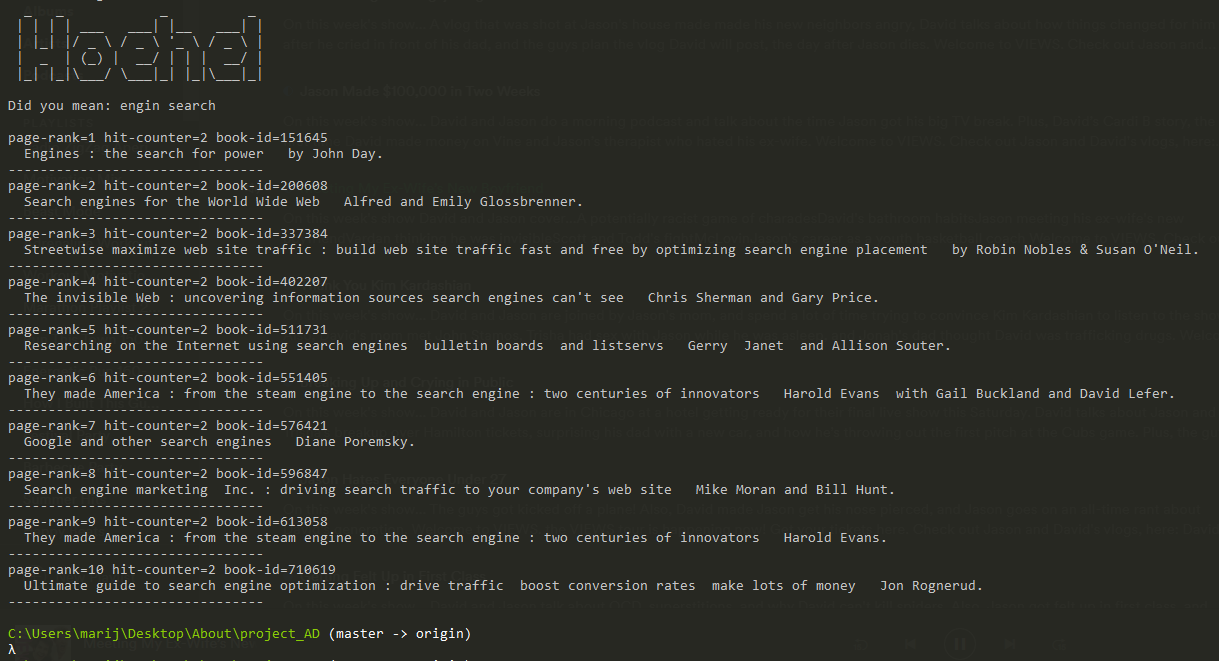 Did you mean: engin search
page-rank=1 hit-counter=2 book-id=151645
Engines : the search for power   by John Day.
--------------------------------
page-rank=2 hit-counter=2 book-id=200608
Search engines for the World Wide Web   Alfred and Emily Glossbrenner.
--------------------------------
page-rank=3 hit-counter=2 book-id=337384
Streetwise maximize web site traffic : build web site traffic fast and free by optimizing search engine placement   by Robin Nobles & Susan O'Neil.
--------------------------------
page-rank=4 hit-counter=2 book-id=402207
The invisible Web : uncovering information sources search engines can't see   Chris Sherman and Gary Price.
--------------------------------
page-rank=5 hit-counter=2 book-id=511731
Researching on the Internet using search engines  bulletin boards  and listservs   Gerry  Janet  and Allison Souter.
--------------------------------
page-rank=6 hit-counter=2 book-id=551405
They made America : from the steam engine to the search engine : two centuries of innovators   Harold Evans  with Gail Buckland and David Lefer.
--------------------------------
page-rank=7 hit-counter=2 book-id=576421
Google and other search engines   Diane Poremsky.
--------------------------------
page-rank=8 hit-counter=2 book-id=596847
Search engine marketing  Inc. : driving search traffic to your company's web site   Mike Moran and Bill Hunt.
--------------------------------
page-rank=9 hit-counter=2 book-id=613058
They made America : from the steam engine to the search engine : two centuries of innovators   Harold Evans.
--------------------------------
page-rank=10 hit-counter=2 book-id=710619
Ultimate guide to search engine optimization : drive traffic  boost conversion rates  make lots of money   Jon Rognerud.
--------------------------------
C:\Users\marij\Desktop\About\project_AD (master -> origin)
λ